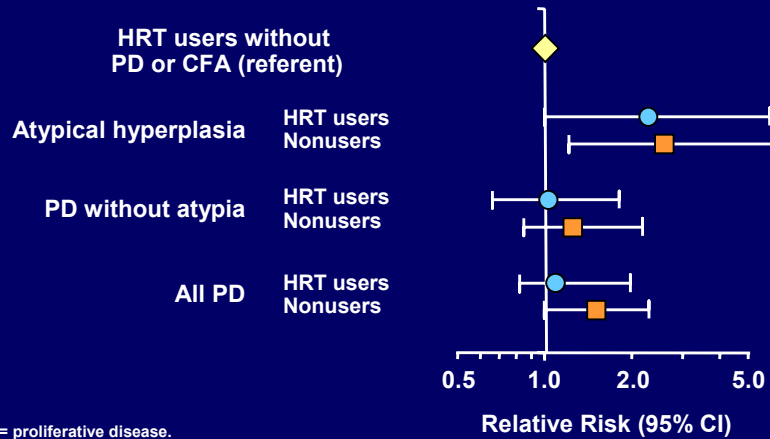 HRT users without
PD or CFA (referent)
Atypical hyperplasia
HRT users
Nonusers
PD without atypia
HRT users
Nonusers
All PD
HRT users
Nonusers
0.5 1.0 2.0 5.0
Relative Risk (95% CI)
= proliferative disease.